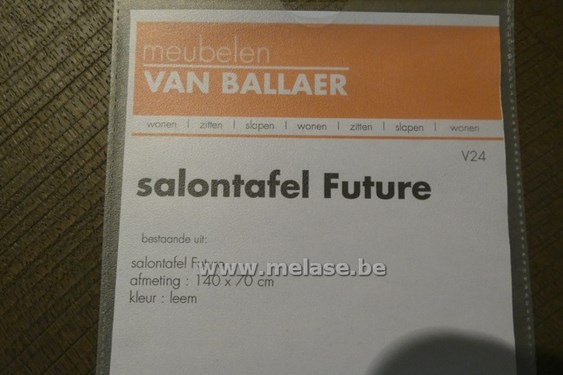 meubelen
VAN BALLAER
wonen | zitten | slapen | wonen | zitten | slapen | wonen
V24
salontafel Future
bestaande uit:
salontafel Future
www.melase.be
afmeting : 140 x 70 cm
kleur : leem